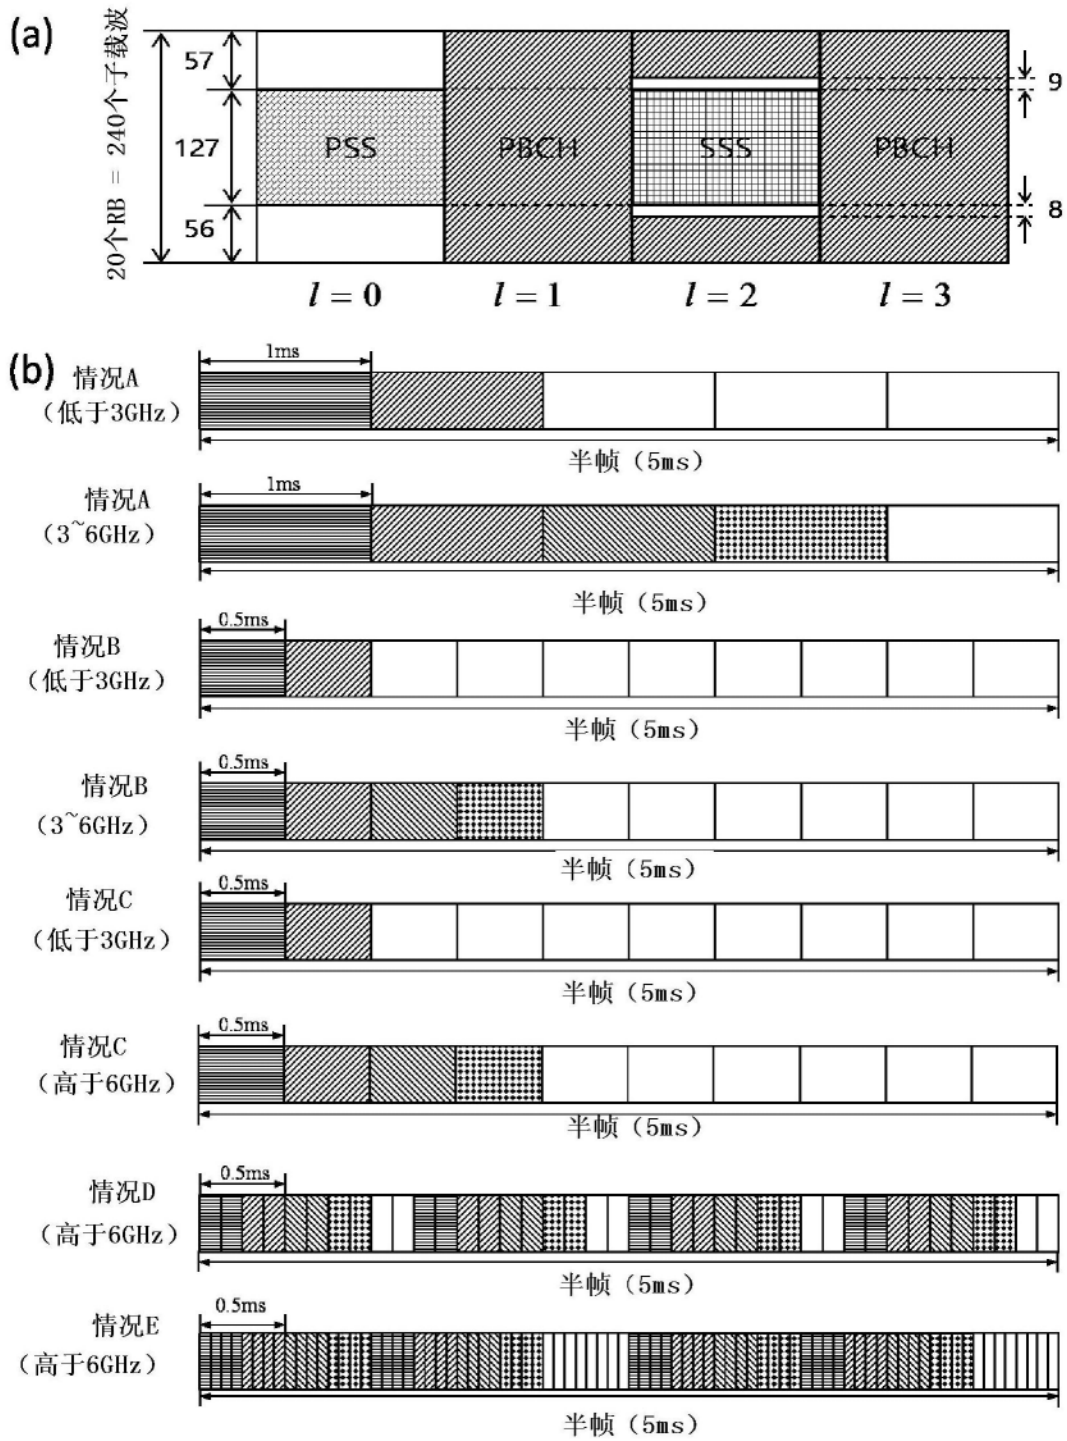 (a)
20个RB = 240个子载波
57
127
56
PSS
PBCH
SSS
PBCH
9
8
l = 0
l = 1
l = 2
l = 3
(b)
情况A
（低于3GHz）
1ms
半帧（5ms）
情况A
（3~6GHz）
1ms
半帧（5ms）
情况B
（低于3GHz）
0.5ms
半帧（5ms）
情况B
（3~6GHz）
0.5ms
半帧（5ms）
情况C
（低于3GHz）
0.5ms
半帧（5ms）
情况C
（高于6GHz）
0.5ms
半帧（5ms）
情况D
（高于6GHz）
0.5ms
半帧（5ms）
情况E
（高于6GHz）
0.5ms
半帧（5ms）